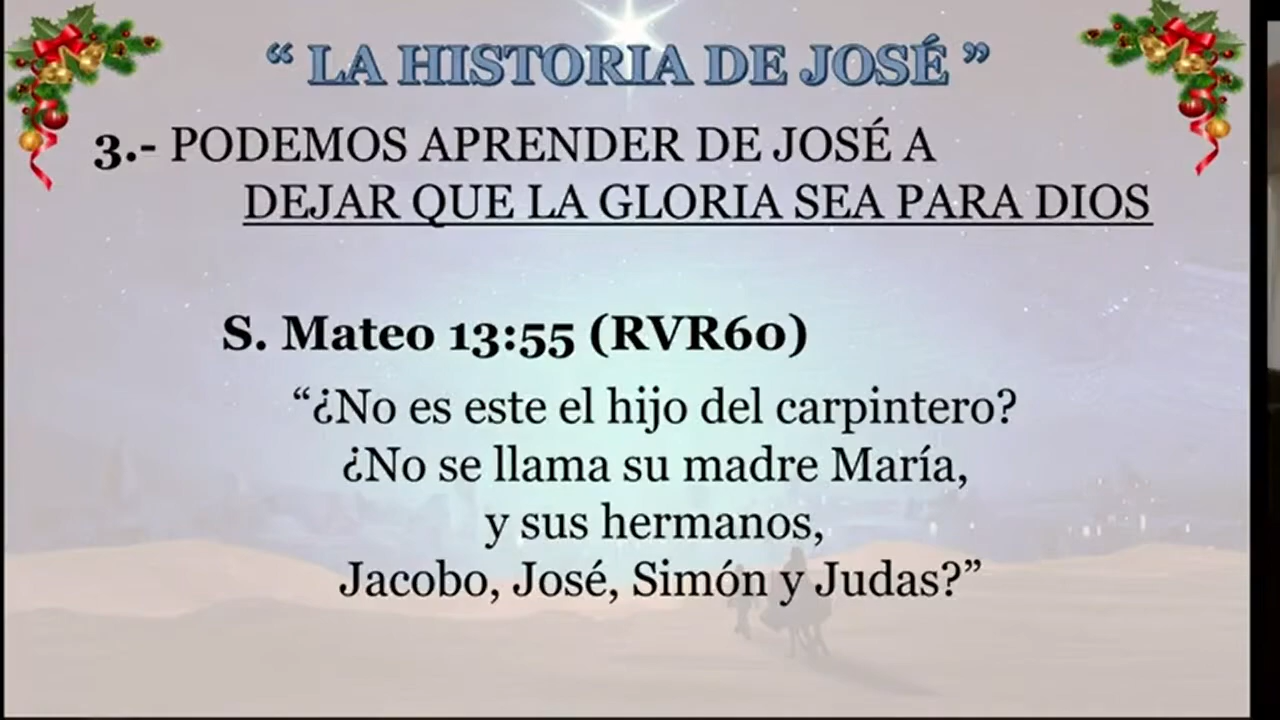 “ LA HISTORIA DE JOSÉ ”
3.- PODEMOS APRENDER DE JOSÉ A
DEJAR QUE LA GLORIA SEA PARA DIOS
S. Mateo 13:55 (RVR60)
“¿No es este el hijo del carpintero?
¿No se llama su madre María,
y sus hermanos,
Jacobo, José, Simón y Judas?”